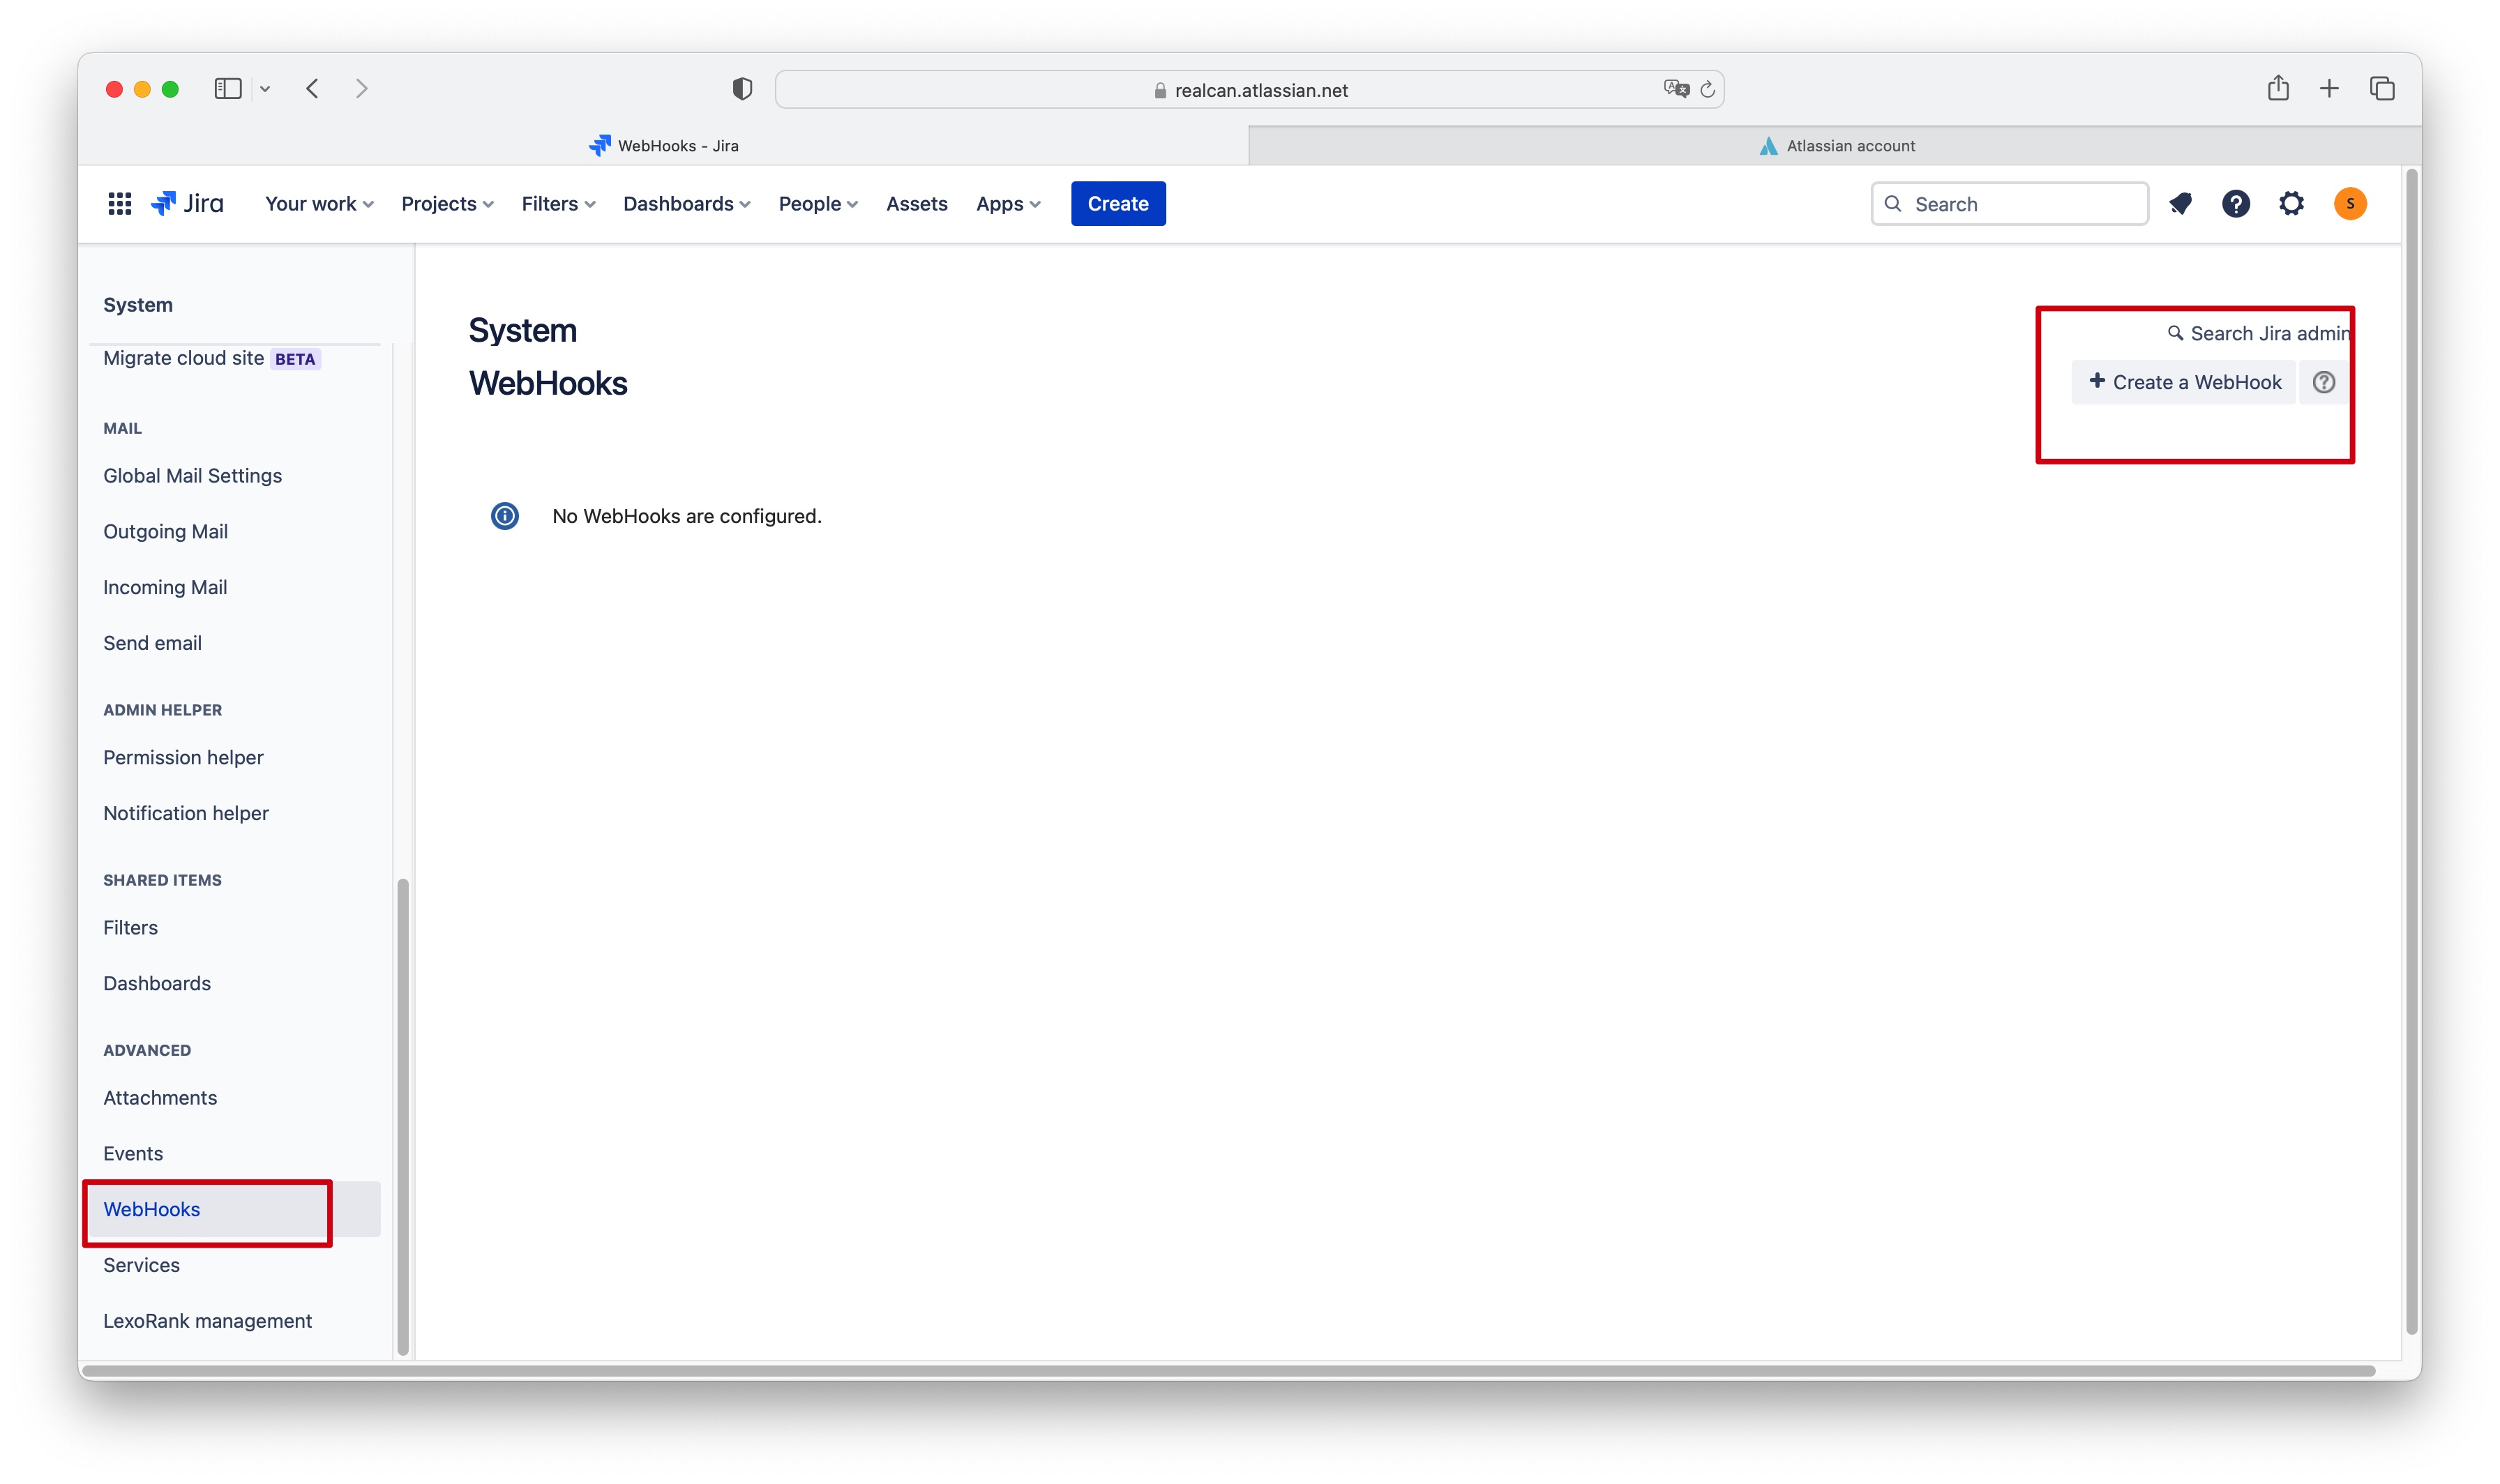 realcan.atlassian.net
WebHooks - Jira
Atlassian account
Jira
Your work
Projects
Filters
Dashboards
People
Assets
Apps
Create
Search
S
System
Migrate cloud site BETA
MAIL
Global Mail Settings
Outgoing Mail
Incoming Mail
Send email
ADMIN HELPER
Permission helper
Notification helper
SHARED ITEMS
Filters
Dashboards
ADVANCED
Attachments
Events
WebHooks
Services
LexoRank management
System
Search Jira admin
WebHooks
+ Create a WebHook
No WebHooks are configured.